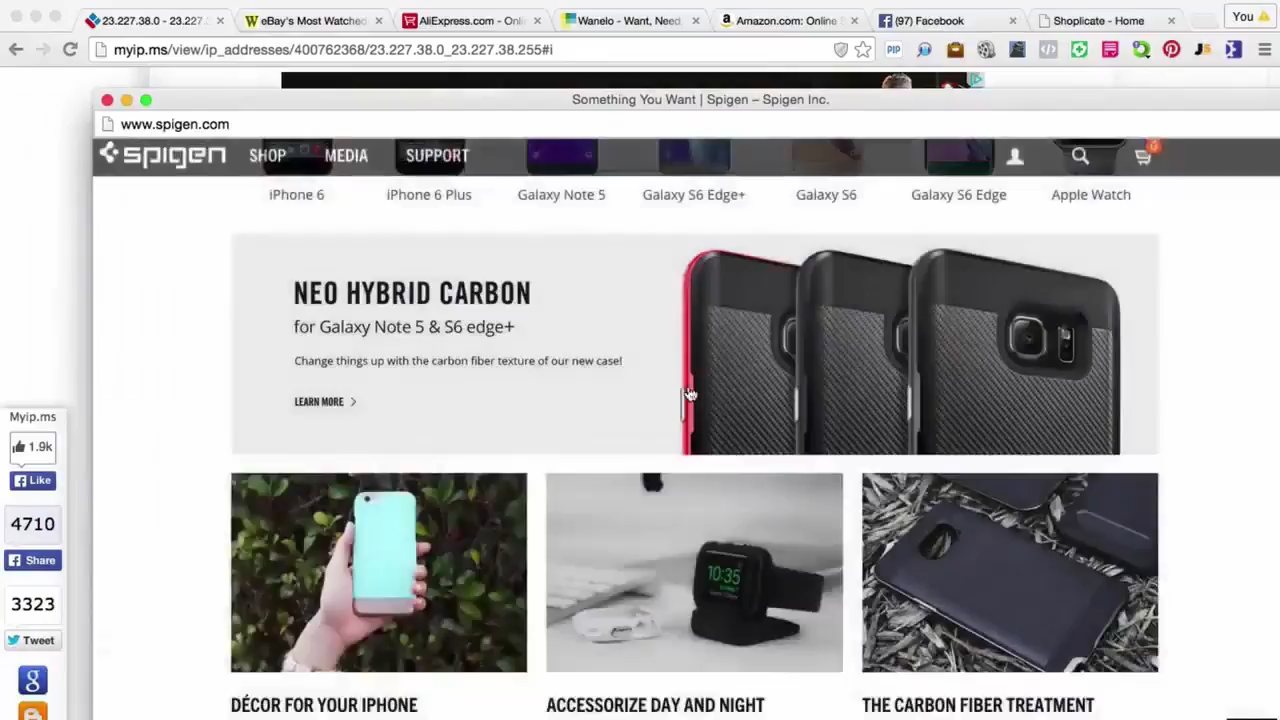 23.227.38.0 - 23.227.
eBay's Most Watched
AliExpress.com - Onli
Wanelo - Want, Need,
Amazon.com: Online S
(97) Facebook
Shoplicate - Home
You
myip.ms/view/ip_addresses/400762368/23.227.38.0_23.227.38.255#i
PIP
Something You Want | Spigen – Spigen Inc.
www.spigen.com
spigen
SHOP
MEDIA
SUPPORT
0
iPhone 6
iPhone 6 Plus
Galaxy Note 5
Galaxy S6 Edge+
Galaxy S6
Galaxy S6 Edge
Apple Watch
NEO HYBRID CARBON
for Galaxy Note 5 & S6 edge+
Change things up with the carbon fiber texture of our new case!
LEARN MORE >
Myip.ms
1.9k
Like
4710
Share
3323
Tweet
10:35
DÉCOR FOR YOUR IPHONE
ACCESSORIZE DAY AND NIGHT
THE CARBON FIBER TREATMENT